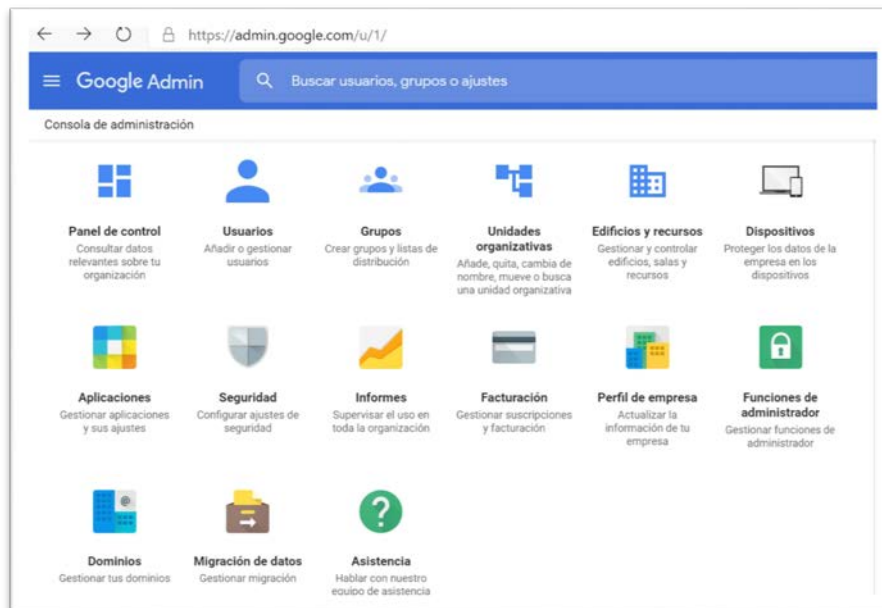 https://admin.google.com/u/1/
Google Admin
Buscar usuarios, grupos o ajustes
Consola de administración
Panel de control
Consultar datos
relevantes sobre tu
organización
Usuarios
Añadir o gestionar
usuarios
Grupos
Crear grupos y listas de
distribución
Unidades
organizativas
Añade, quita, cambia de
nombre, mueve o busca
una unidad organizativa
Edificios y recursos
Gestionar y controlar
edificios, salas y
recursos
Dispositivos
Proteger los datos de la
empresa en los
dispositivos
Aplicaciones
Gestionar aplicaciones
y sus ajustes
Seguridad
Configurar ajustes de
seguridad
Informes
Supervisar el uso en
toda la organización
Facturación
Gestionar suscripciones
y facturación
Perfil de empresa
Actualizar la
información de tu
empresa
Funciones de
administrador
Gestionar funciones de
administrador
Dominios
Gestionar tus dominios
Migración de datos
Gestionar migración
Asistencia
Hablar con nuestro
equipo de asistencia